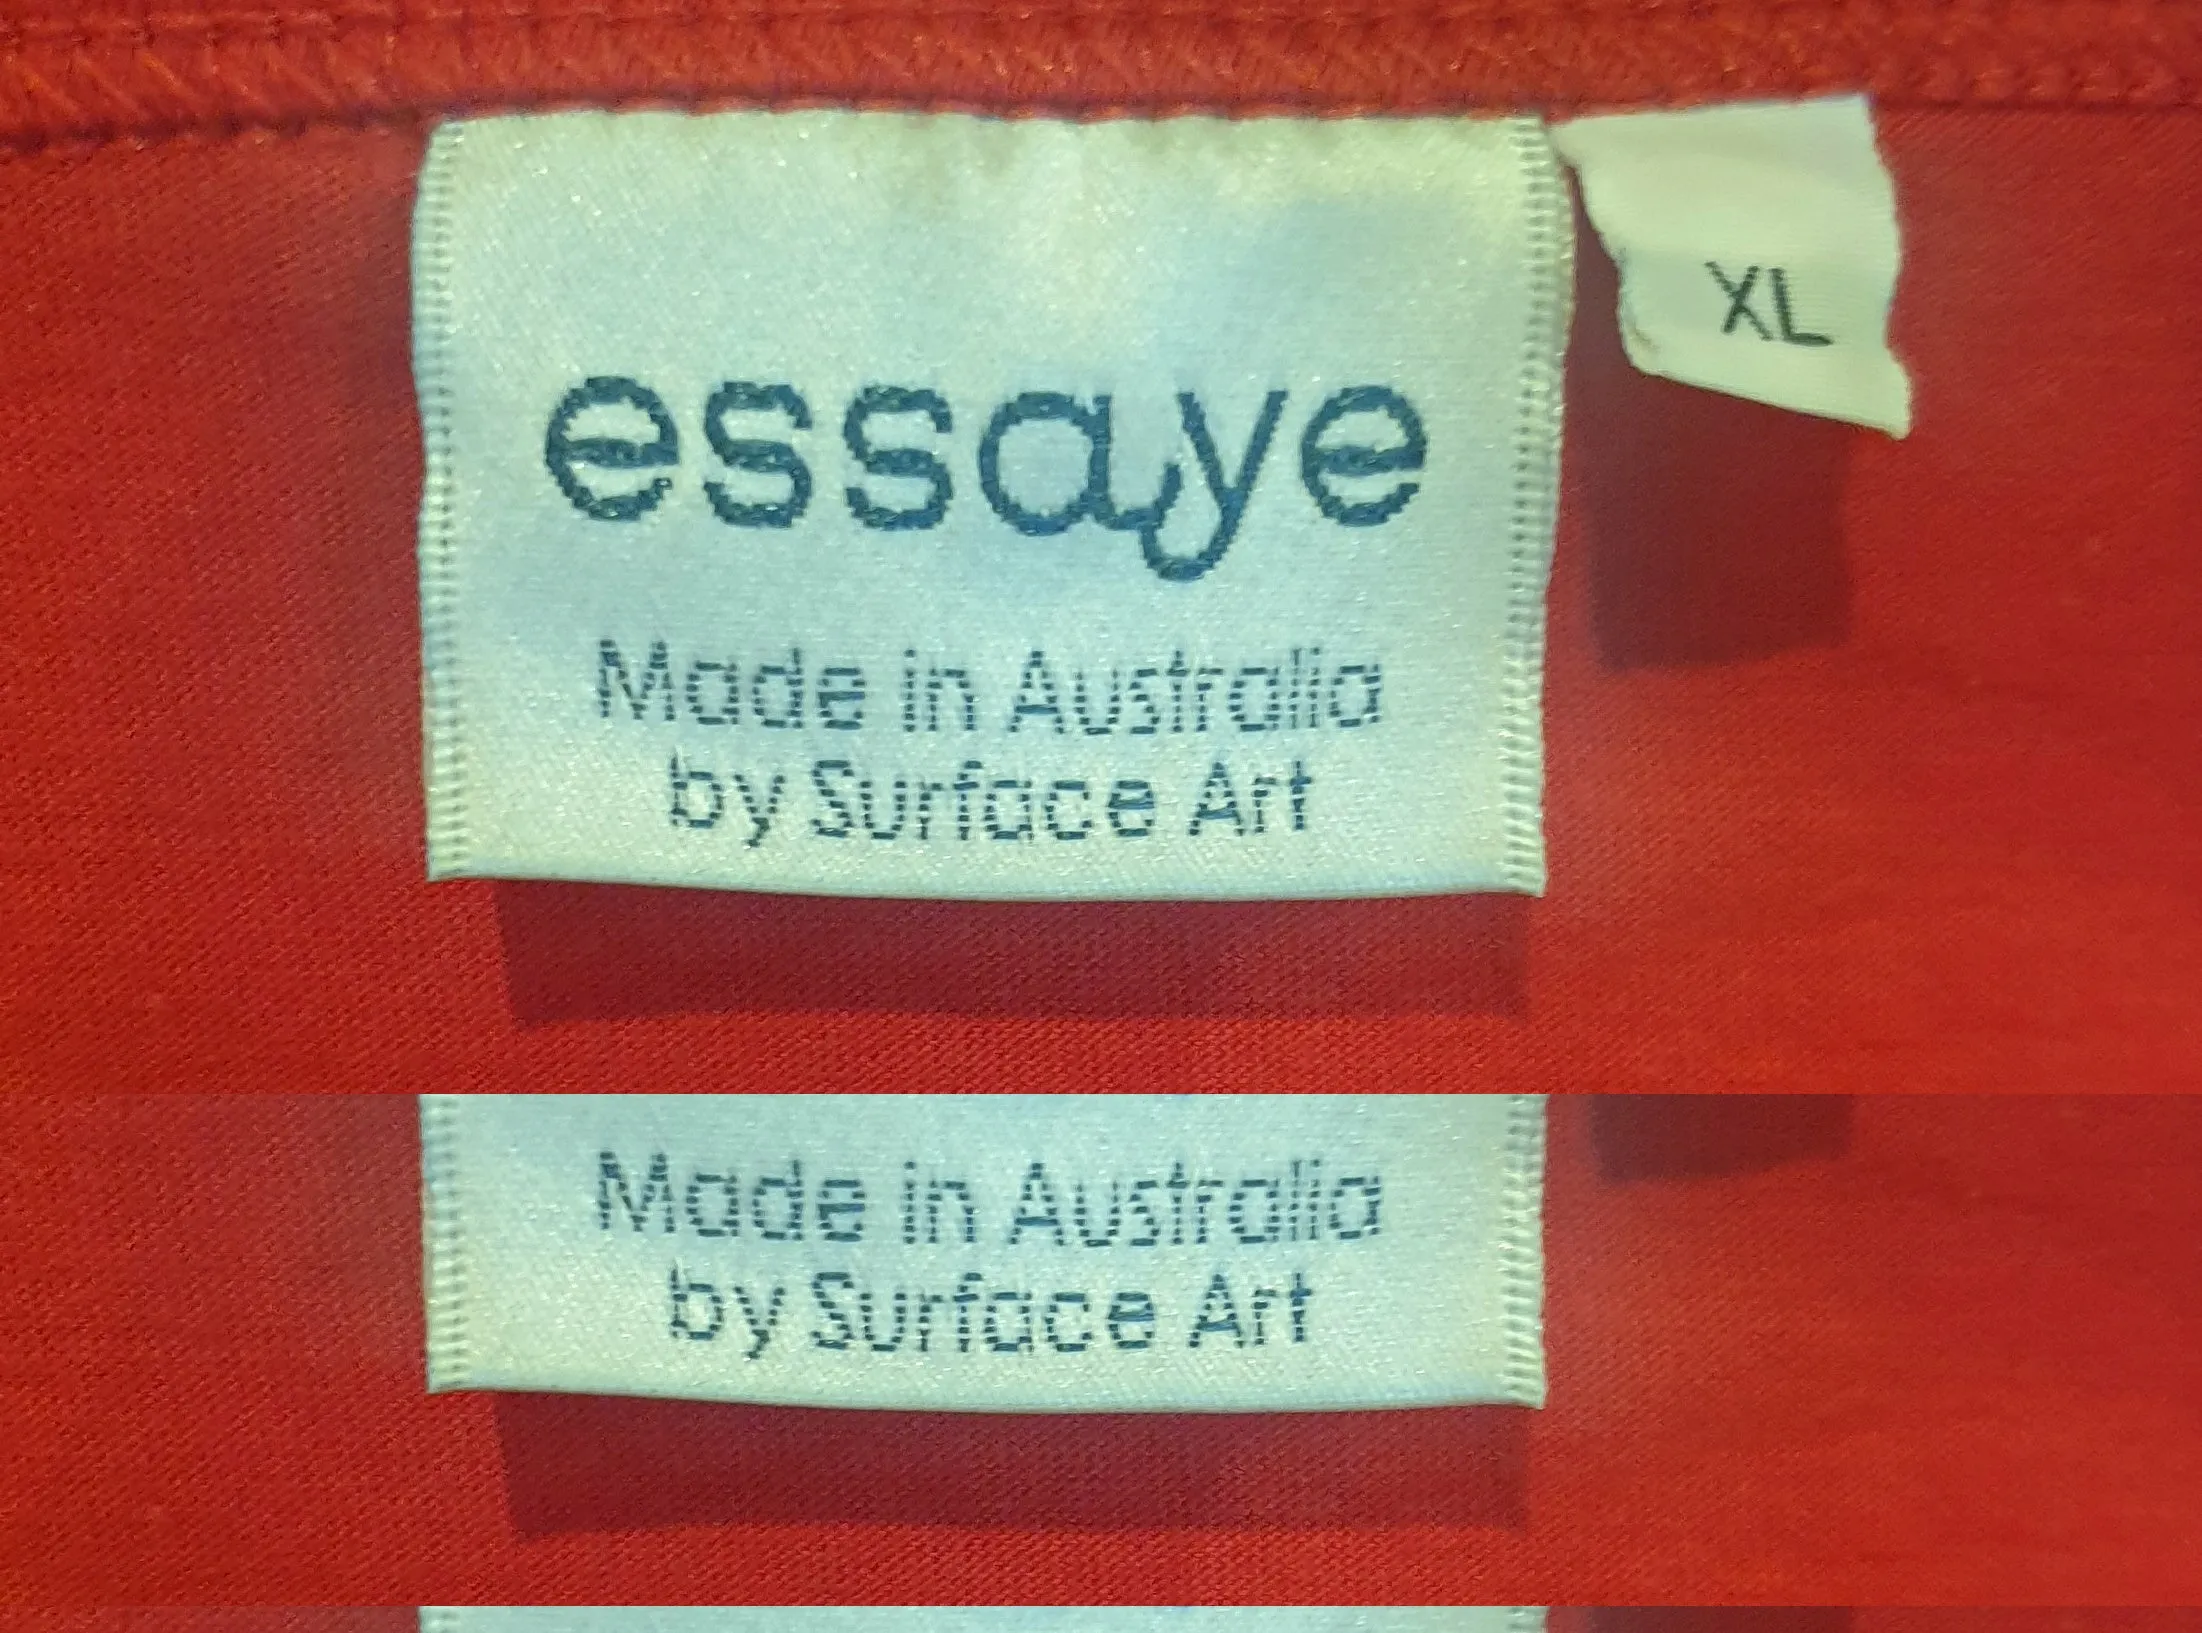 essaye
XL
Made in Australia
by Surface Art
Made in Australia
by Surface Art